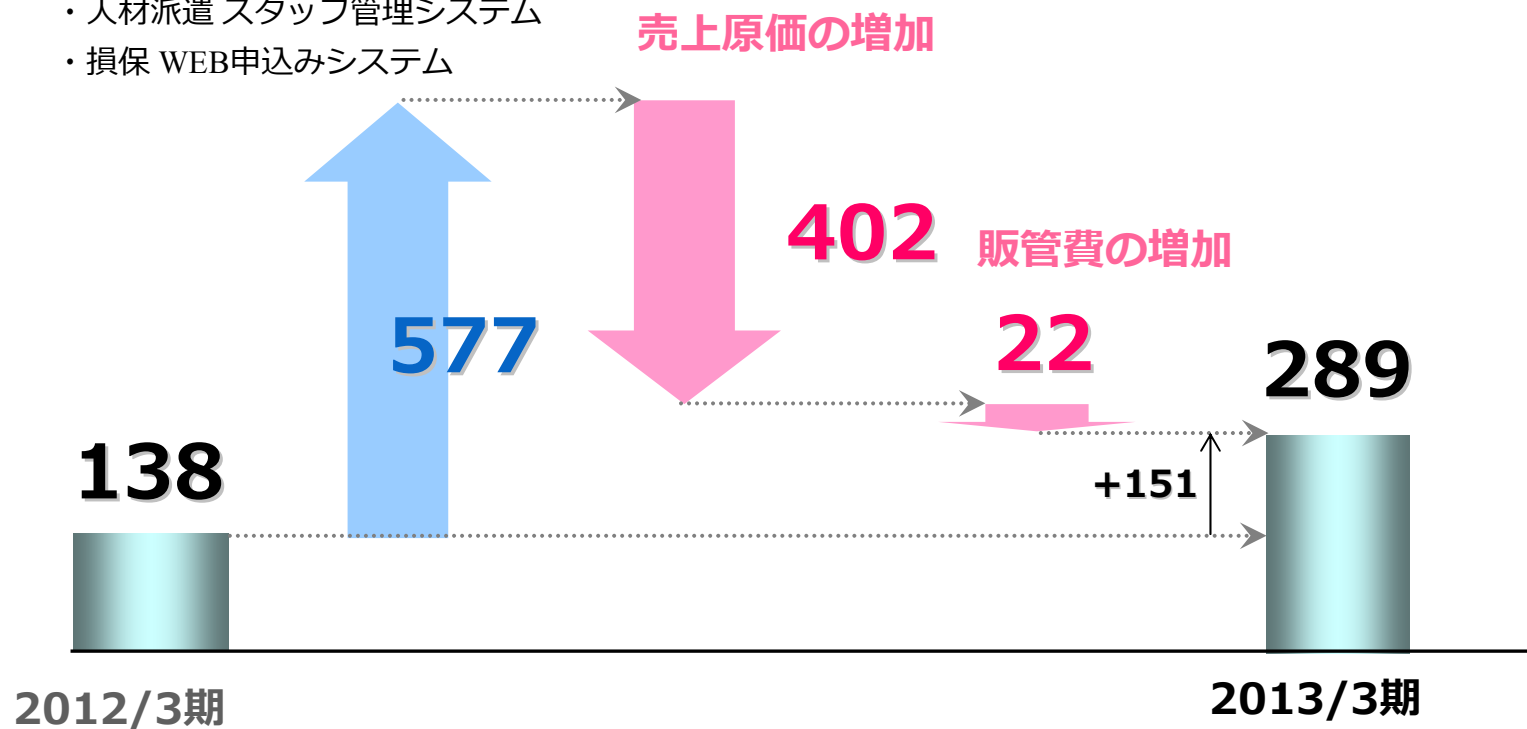 ・人材派遣 スタッフ管理システム
・損保 WEB申込みシステム
売上原価の増加
402
販管費の増加
577
22
289
138
+151
2012/3期
2013/3期